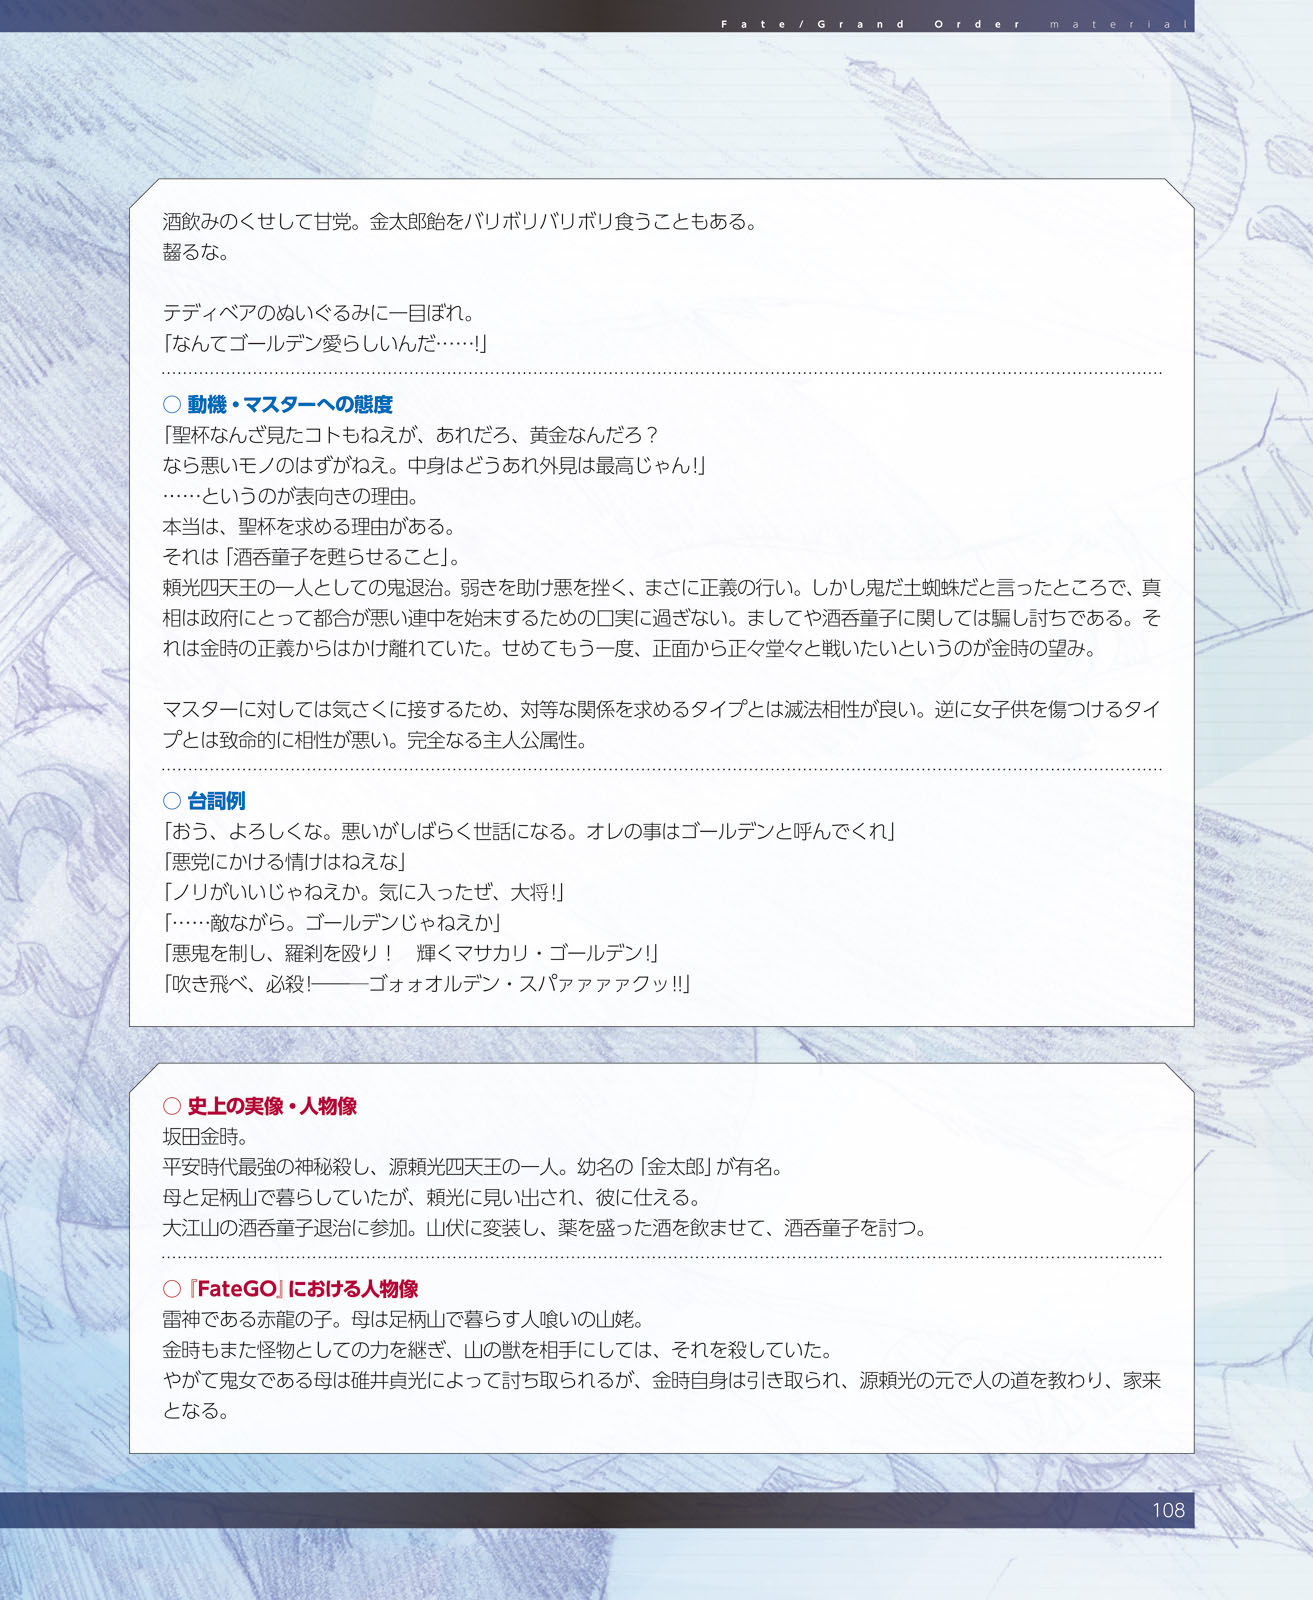 Fate/Grand Order material
酒飲みのくせして甘党。金太郎飴をバリボリバリボリ食うこともある。
齧るな。
テディベアのぬいぐるみに一目ぼれ。
「なんてゴールデン愛らしいんだ……!」
○ 動機・マスターへの態度
「聖杯なんざ見たコトもねえが、あれだろ、黄金なんだろ？
なら悪いモノのはずがねえ。中身はどうあれ外見は最高じゃん!」
……というのが表向きの理由。
本当は、聖杯を求める理由がある。
それは「酒呑童子を甦らせること」。
頼光四天王の一人としての鬼退治。弱きを助け悪を挫く、まさに正義の行い。しかし鬼だ土蜘蛛だと言ったところで、真
相は政府にとって都合が悪い連中を始末するための口実に過ぎない。ましてや酒呑童子に関しては騙し討ちである。そ
れは金時の正義からはかけ離れていた。せめてもう一度、正面から正々堂々と戦いたいというのが金時の望み。
マスターに対しては気さくに接するため、対等な関係を求めるタイプとは滅法相性が良い。逆に女子供を傷つけるタイ
プとは致命的に相性が悪い。完全なる主人公属性。
○ 台詞例
「おう、よろしくな。悪いがしばらく世話になる。オレの事はゴールデンと呼んでくれ」
「悪党にかける情けはねえな」
「ノリがいいじゃねえか。気に入ったぜ、大将!」
「……敵ながら。ゴールデンじゃねえか」
「悪鬼を制し、羅刹を殴り！　輝くマサカリ・ゴールデン!」
「吹き飛べ、必殺!―――ゴォォオルデン・スパァァァァクッ!!」
○ 史上の実像・人物像
坂田金時。
平安時代最強の神秘殺し、源頼光四天王の一人。幼名の「金太郎」が有名。
母と足柄山で暮らしていたが、頼光に見い出され、彼に仕える。
大江山の酒呑童子退治に参加。山伏に変装し、薬を盛った酒を飲ませて、酒呑童子を討つ。
○ 『FateGO』における人物像
雷神である赤龍の子。母は足柄山で暮らす人喰いの山姥。
金時もまた怪物としての力を継ぎ、山の獣を相手にしては、それを殺していた。
やがて鬼女である母は碓井貞光によって討ち取られるが、金時自身は引き取られ、源頼光の元で人の道を教わり、家来
となる。
108